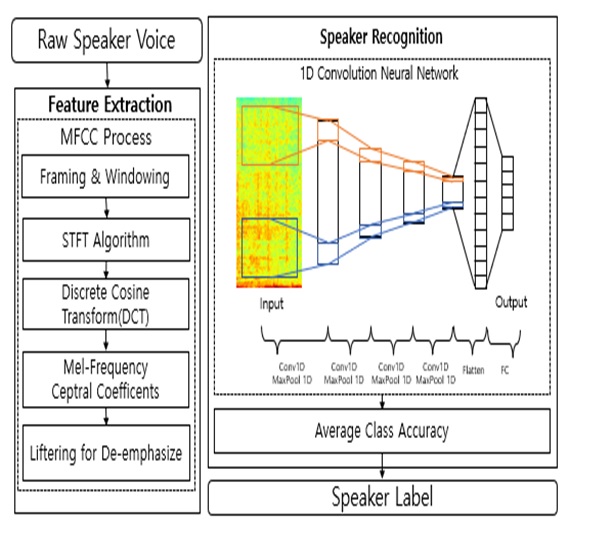 Raw Speaker Voice
Feature Extraction
MFCC Process
Framing & Windowing
STFT Algorithm
Discrete Cosine
Transform(DCT)
Mel-Frequency
Ceptral Coefficents
Liftering for De-emphasize
Speaker Recognition
1D Convolution Neural Network
Input
Output
Conv1D
MaxPool 1D
Conv1D
MaxPool 1D
Conv1D
MaxPool 1D
Conv1D
MaxPool 1D
Flatten
FC
Average Class Accuracy
Speaker Label